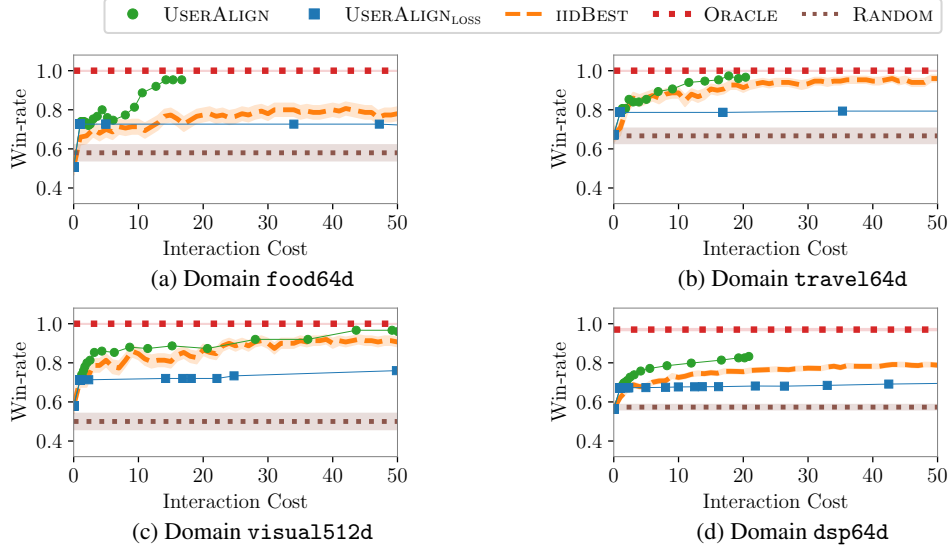 USERALIGN USERALIGN_LOSS IIDBEST ORACLE RANDOM
1.0
0.8
0.6
0.4
Win-rate
0 10 20 30 40 50
Interaction Cost
(a) Domain food64d
1.0
0.8
0.6
0.4
Win-rate
0 10 20 30 40 50
Interaction Cost
(b) Domain travel64d
1.0
0.8
0.6
0.4
Win-rate
0 10 20 30 40 50
Interaction Cost
(c) Domain visual512d
1.0
0.8
0.6
0.4
Win-rate
0 10 20 30 40 50
Interaction Cost
(d) Domain dsp64d